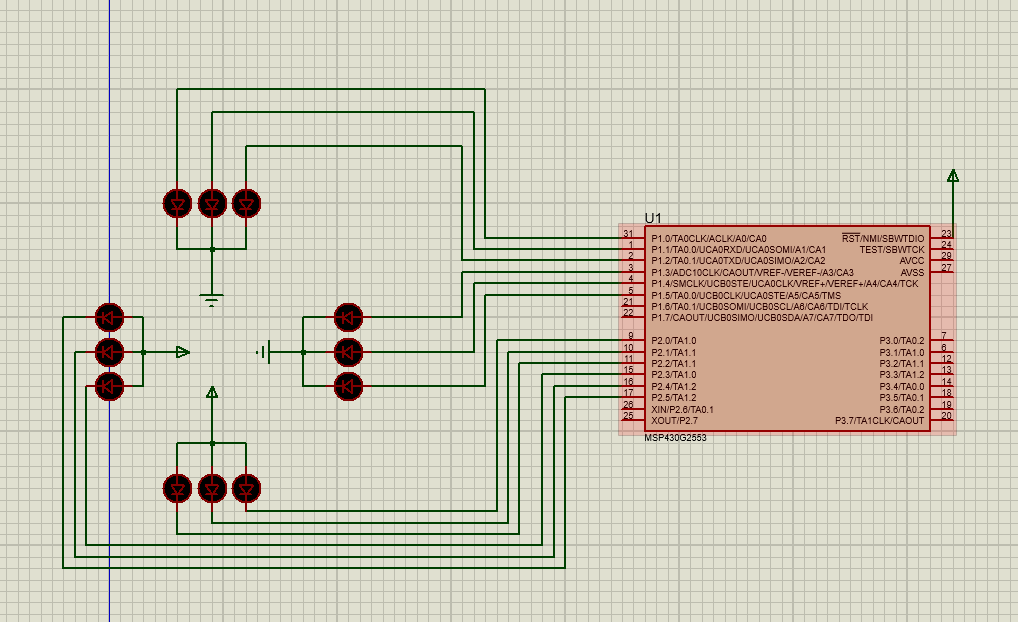 U1
31 P1.0/TA0CLK/ACLK/A0/CA0 RST/NMI/SBWTDIO 23
1 P1.1/TA0.0/UCA0RXD/UCA0SOMI/A1/CA1 TEST/SBWTCK 24
2 P1.2/TA0.1/UCA0TXD/UCA0SIMO/A2/CA2 AVCC 29
3 P1.3/ADC10CLK/CAOUT/VREF-/VEREF-/A3/CA3 AVSS 27
4 P1.4/SMCLK/UCB0STE/UCA0CLK/VREF+/VEREF+/A4/CA4/TCK
5 P1.5/TA0.0/UCB0CLK/UCA0STE/A5/CA5/TMS
21 P1.6/TA0.1/UCB0SOMI/UCB0SCL/A6/CA6/TDI/TCLK
22 P1.7/CAOUT/UCB0SIMO/UCB0SDA/A7/CA7/TDO/TDI
9 P2.0/TA1.0 P3.0/TA0.2 7
10 P2.1/TA1.1 P3.1/TA1.0 6
11 P2.2/TA1.1 P3.2/TA1.1 12
15 P2.3/TA1.0 P3.3/TA1.2 13
16 P2.4/TA1.2 P3.4/TA0.0 14
17 P2.5/TA1.2 P3.5/TA0.1 18
26 XIN/P2.6/TA0.1 P3.6/TA0.2 19
25 XOUT/P2.7 P3.7/TA1CLK/CAOUT 20
MSP430G2553